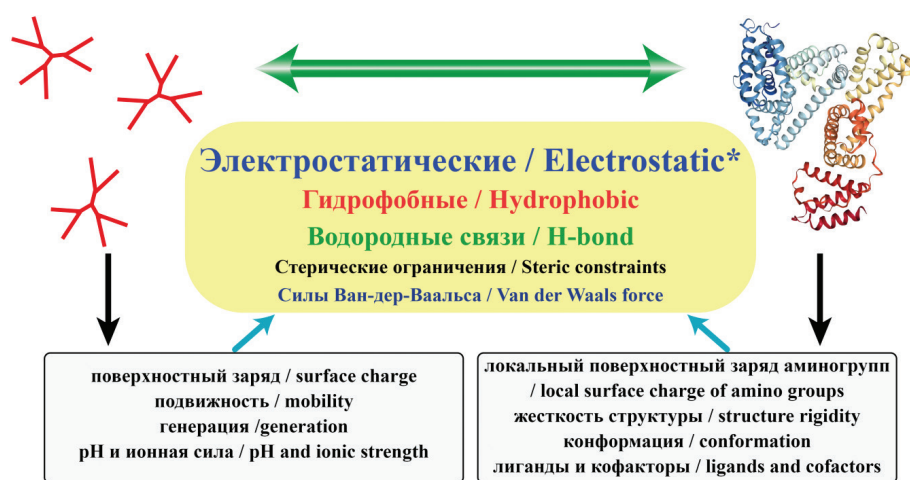 Электростатические / Electrostatic*
Гидрофобные / Hydrophobic
Водородные связи / H-bond
Стерические ограничения / Steric constraints
Силы Ван-дер-Ваальса / Van der Waals force
поверхностный заряд / surface charge
подвижность / mobility
генерация /generation
pH и ионная сила / pH and ionic strength
локальный поверхностный заряд аминогрупп
/ local surface charge of amino groups
жесткость структуры / structure rigidity
конформация / conformation
лиганды и кофакторы / ligands and cofactors